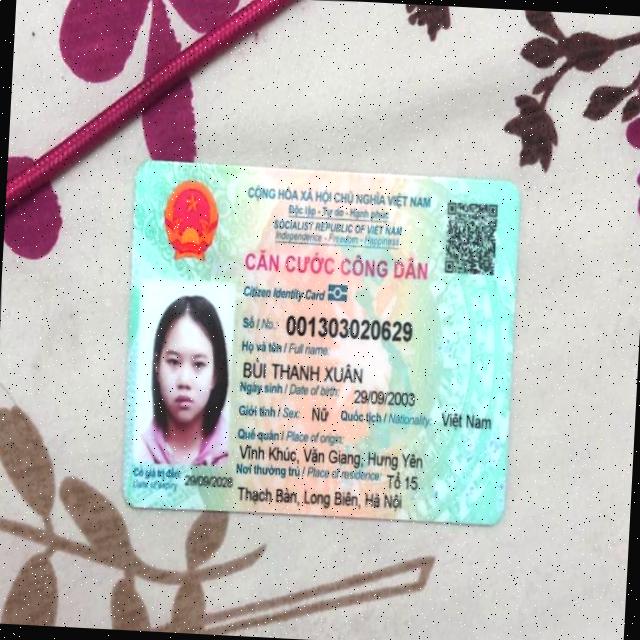 CỘNG HÒA XÃ HỘI CHỦ NGHĨA VIỆT NAM
Độc lập - Tự do - Hạnh phúc
SOCIALIST REPUBLIC OF VIET NAM
Independence - Freedom - Happiness
CĂN CƯỚC CÔNG DÂN
Citizen Identity Card
Số / No.: 001303020629
Họ và tên / Full name:
BÙI THANH XUÂN
Ngày sinh / Date of birth: 29/09/2003
Giới tính / Sex: NỮ Quốc tịch / Nationality: Việt Nam
Quê quán / Place of origin:
Vĩnh Khúc, Văn Giang, Hưng Yên
Nơi thường trú / Place of residence: Tổ 15
Thạch Bàn, Long Biên, Hà Nội
Có giá trị đến: 29/09/2028
Date of expiry